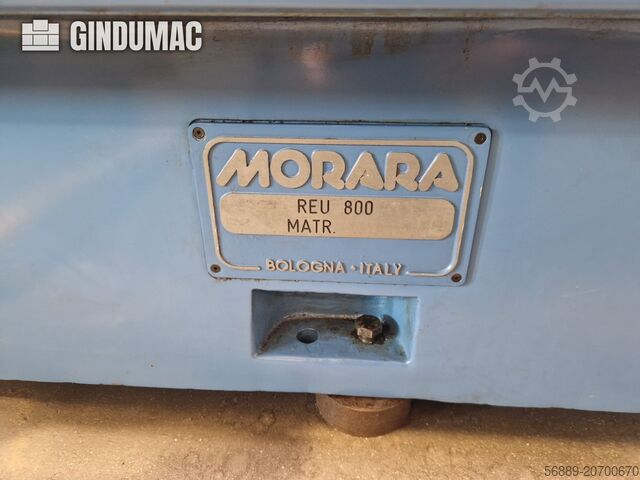 GINDUMAC
MORARA
REU 800
MATR.
BOLOGNA · ITALY
56889-20700670